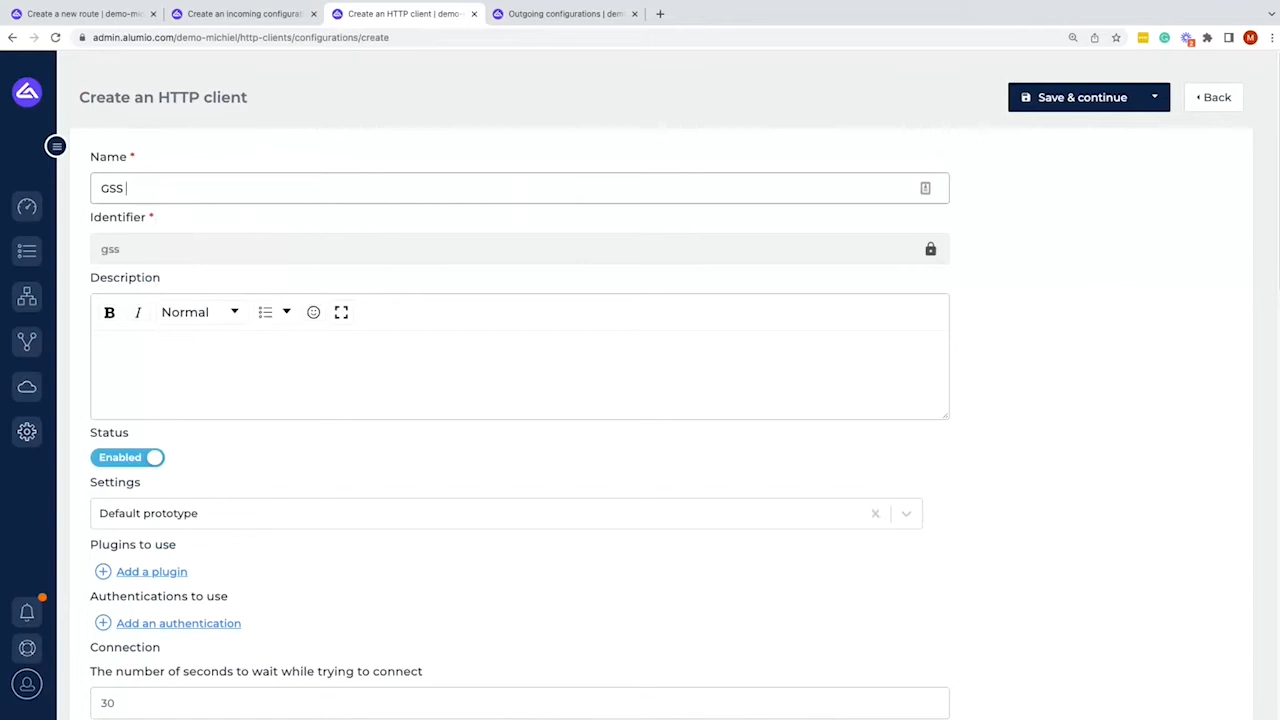 Create a new route | demo-mic
Create an incoming configurat
Create an HTTP client | demo-
Outgoing configurations | dem
admin.alumio.com/demo-michiel/http-clients/configurations/create
M
2
Create an HTTP client
Save & continue
Back
Name *
GSS
Identifier *
gss
Description
B I Normal
Status
Enabled
Settings
Default prototype
Plugins to use
Add a plugin
Authentications to use
Add an authentication
Connection
The number of seconds to wait while trying to connect
30